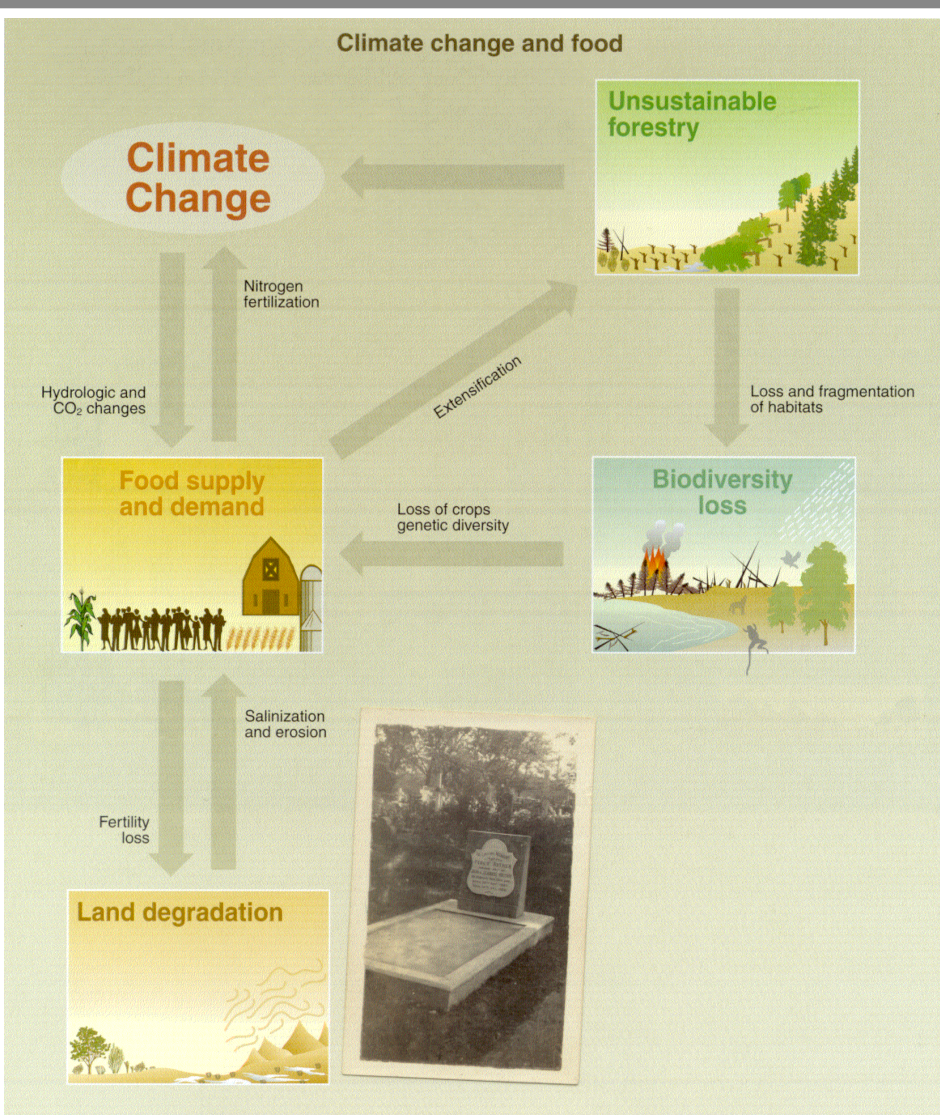 Climate change and food
Unsustainable
forestry
Climate
Change
Nitrogen
fertilization
Hydrologic and
CO₂ changes
Extensification
Loss and fragmentation
of habitats
Food supply
and demand
Loss of crops
genetic diversity
Biodiversity
loss
Salinization
and erosion
Fertility
loss
Land degradation